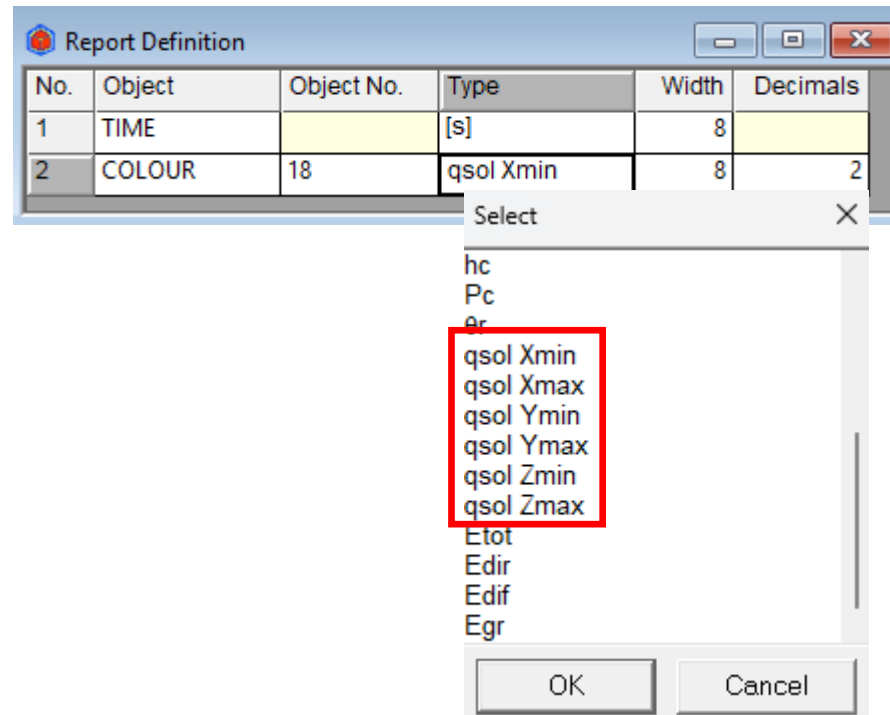 Report Definition
No. Object Object No. Type Width Decimals
1 TIME [s] 8
2 COLOUR 18 qsol Xmin 8 2
Select
hc
Pc
θr
qsol Xmin
qsol Xmax
qsol Ymin
qsol Ymax
qsol Zmin
qsol Zmax
Etot
Edir
Edif
Egr
OK Cancel